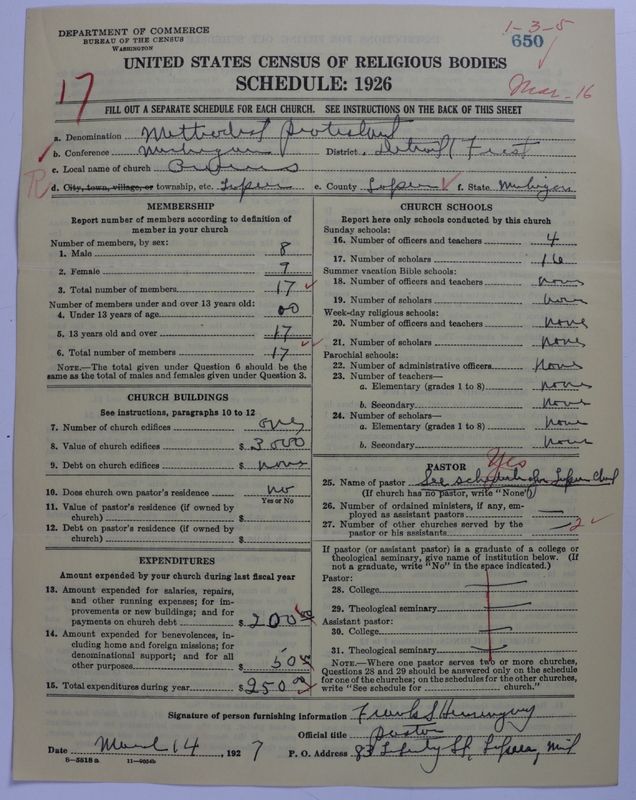 DEPARTMENT OF COMMERCE
BUREAU OF THE CENSUS
WASHINGTON
1-3-5
650
UNITED STATES CENSUS OF RELIGIOUS BODIES
SCHEDULE: 1926
Mar. 16
17
FILL OUT A SEPARATE SCHEDULE FOR EACH CHURCH. SEE INSTRUCTIONS ON THE BACK OF THIS SHEET
a. Denomination Methodist Protestant
b. Conference Michigan District Detroit First
c. Local name of church
R
d. City, town, village, or township, etc. Lapeer e. County Lapeer f. State Michigan
MEMBERSHIP
Report number of members according to definition of
member in your church
Number of members, by sex:
1. Male 8
2. Female 9
3. Total number of members 17
Number of members under and over 13 years old:
4. Under 13 years of age 00
5. 13 years old and over 17
6. Total number of members 17
NOTE.—The total given under Question 6 should be
same as the total of males and females given under Question 3.
CHURCH BUILDINGS
See instructions, paragraphs 10 to 12
7. Number of church edifices one
8. Value of church edifices $ 3000
9. Debt on church edifices $ none
10. Does church own pastor's residence no
Yes or No
11. Value of pastor's residence (if owned by
church) $
12. Debt on pastor's residence (if owned by
church) $
EXPENDITURES
Amount expended by your church during last fiscal year
13. Amount expended for salaries, repairs,
and other running expenses; for im-
provements or new buildings; and for
payments on church debt $ 200 00
14. Amount expended for benevolences, in-
cluding home and foreign missions; for
denominational support; and for all
other purposes $ 50
15. Total expenditures during year $ 250 00
CHURCH SCHOOLS
Report here only schools conducted by this church
Sunday schools:
16. Number of officers and teachers 4
17. Number of scholars 16
Summer vacation Bible schools:
18. Number of officers and teachers none
19. Number of scholars none
Week-day religious schools:
20. Number of officers and teachers none
21. Number of scholars none
Parochial schools:
22. Number of administrative officers none
23. Number of teachers—
a. Elementary (grades 1 to 8) none
b. Secondary none
24. Number of scholars—
a. Elementary (grades 1 to 8) none
b. Secondary none
PASTOR Yes
25. Name of pastor See schedule for Lapeer Chu
(If church has no pastor, write "None")
26. Number of ordained ministers, if any, em-
ployed as assistant pastors —
27. Number of other churches served by the
pastor or his assistants 2
If pastor (or assistant pastor) is a graduate of a college or
theological seminary, give name of institution below. (If
not a graduate, write "No" in the space indicated.)
Pastor:
28. College
29. Theological seminary
Assistant pastor:
30. College
31. Theological seminary
NOTE.—Where one pastor serves two or more churches,
Questions 28 and 29 should be answered only on the schedule
for one of the churches; on the schedules for the other churches,
write "See schedule for church."
Signature of person furnishing information Frank S Hemingway
Official title Pastor
Date March 14, 1927 P. O. Address 83 Liberty St, Lapeer, Mich
8-5518 a 11-9554b